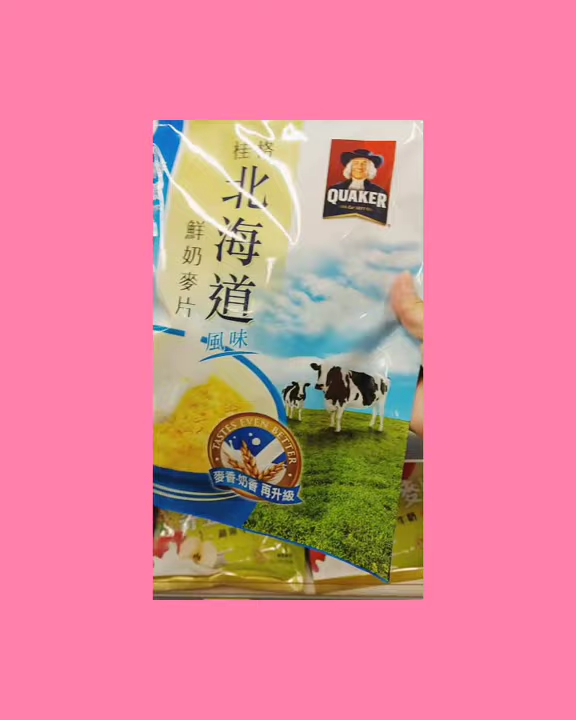 桂格
北海道
鮮奶麥片
風味
QUAKER
TASTES EVEN BETTER
麥香·奶香 再升級